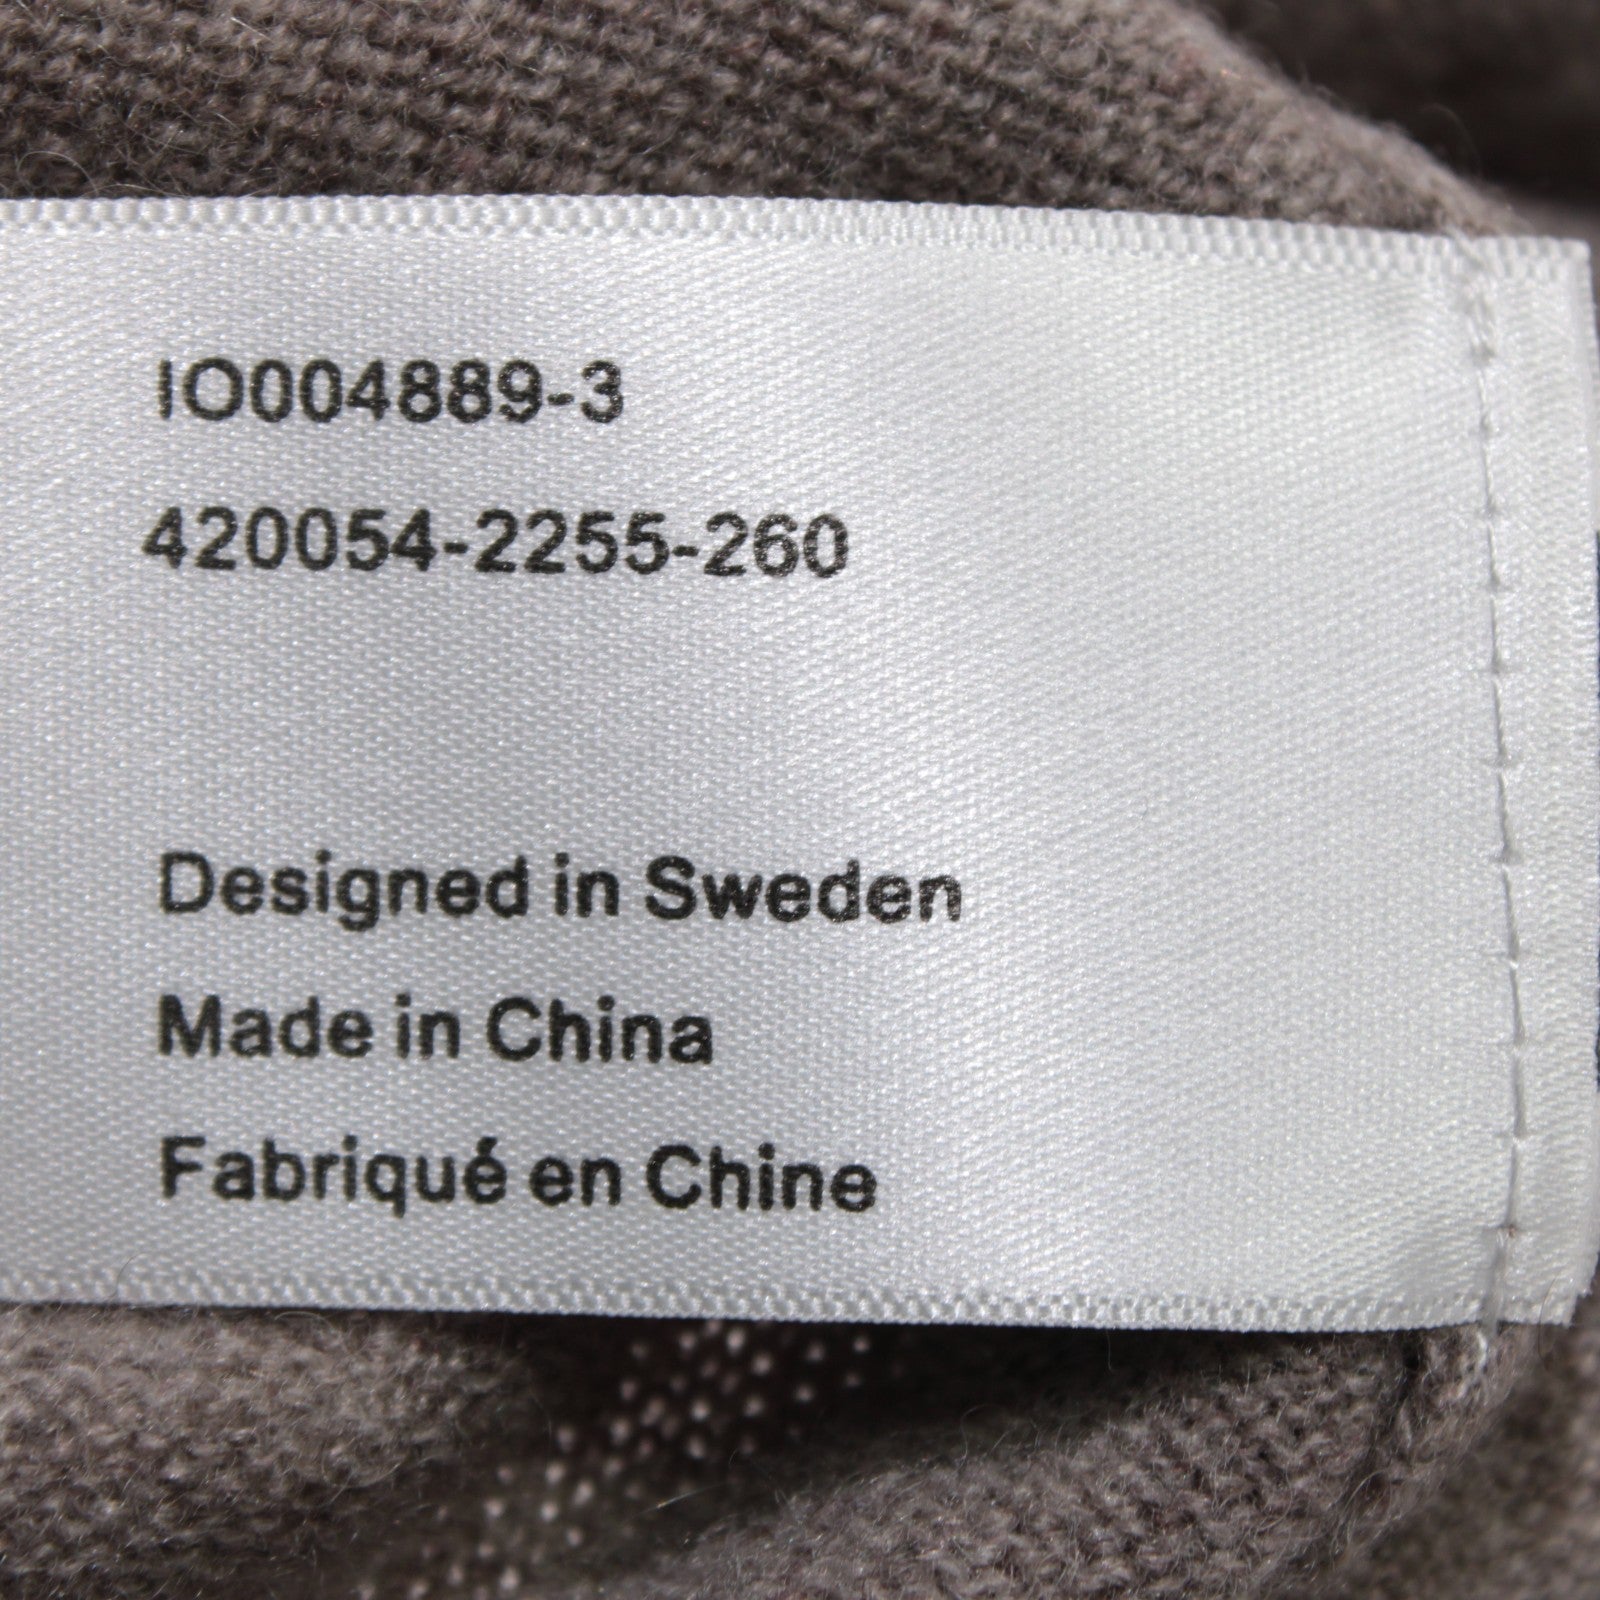 IO004889-3
420054-2255-260
Designed in Sweden
Made in China
Fabriqué en Chine